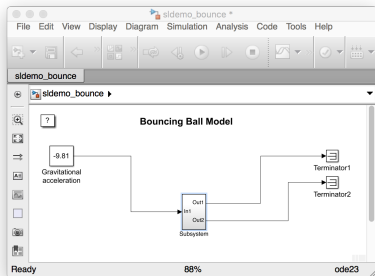 sldemo_bounce *
File Edit View Display Diagram Simulation Analysis Code Tools Help
sldemo_bounce
sldemo_bounce
?
Bouncing Ball Model
-9.81
Gravitational
acceleration
Terminator1
Terminator2
In1
Out1
Out2
Subsystem
Ready 88% ode23